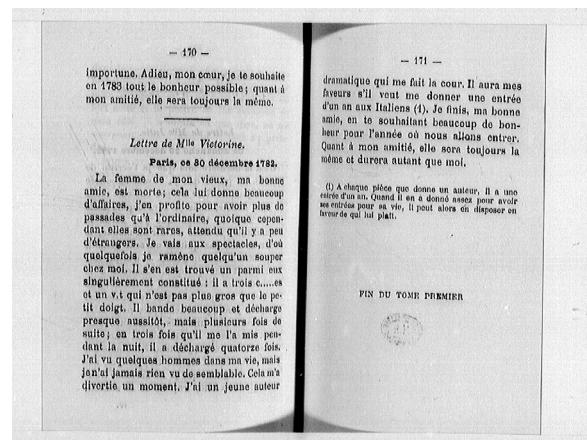 — 170 —
importune. Adieu, mon cœur, je te souhaite
en 1783 tout le bonheur possible ; quant à
mon amitié, elle sera toujours la même.
Lettre de Mlle Victorine.
Paris, ce 30 décembre 1782.
La femme de mon vieux, ma bonne
amie, est morte; cela lui donne beaucoup
d'affaires, j'en profite pour avoir plus de
passades qu'à l'ordinaire, quoique cepen-
dant elles sont rares, attendu qu'il y a peu
d'étrangers. Je vais aux spectacles, d'où
quelquefois je ramène quelqu'un souper
chez moi. Il s'en est trouvé un parmi eux
singulièrement constitué : il a trois c.....es
et un v.t qui n'est pas plus gros que le pe-
tit doigt. Il bande beaucoup et décharge
presque aussitôt, mais plusieurs fois de
suite; en trois fois qu'il me l'a mis pen-
dant la nuit, il a déchargé quatorze fois.
J'ai vu quelques hommes dans ma vie, mais
je n'ai jamais rien vu de semblable. Cela m'a
divertie un moment. J'ai un jeune auteur
— 171 —
dramatique qui me fait la cour. Il aura mes
faveurs s'il veut me donner une entrée
d'un an aux Italiens (1). Je finis, ma bonne
amie, en te souhaitant beaucoup de bon-
heur pour l'année où nous allons entrer.
Quant à mon amitié, elle sera toujours la
même et durera autant que moi.
(1) A chaque pièce que donne un auteur, il a une
entrée d'un an. Quand il en a donné assez pour avoir
ses entrées pour sa vie, il peut alors en disposer en
faveur de qui lui plaît.
FIN DU TOME PREMIER